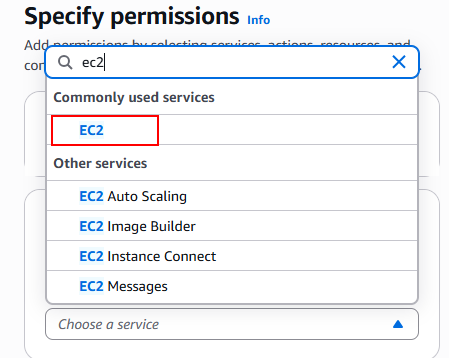 Specify permissions Info
Add permissions by selecting services, actions, resources, and
con
ec2
Commonly used services
EC2
Other services
EC2 Auto Scaling
EC2 Image Builder
EC2 Instance Connect
EC2 Messages
Choose a service